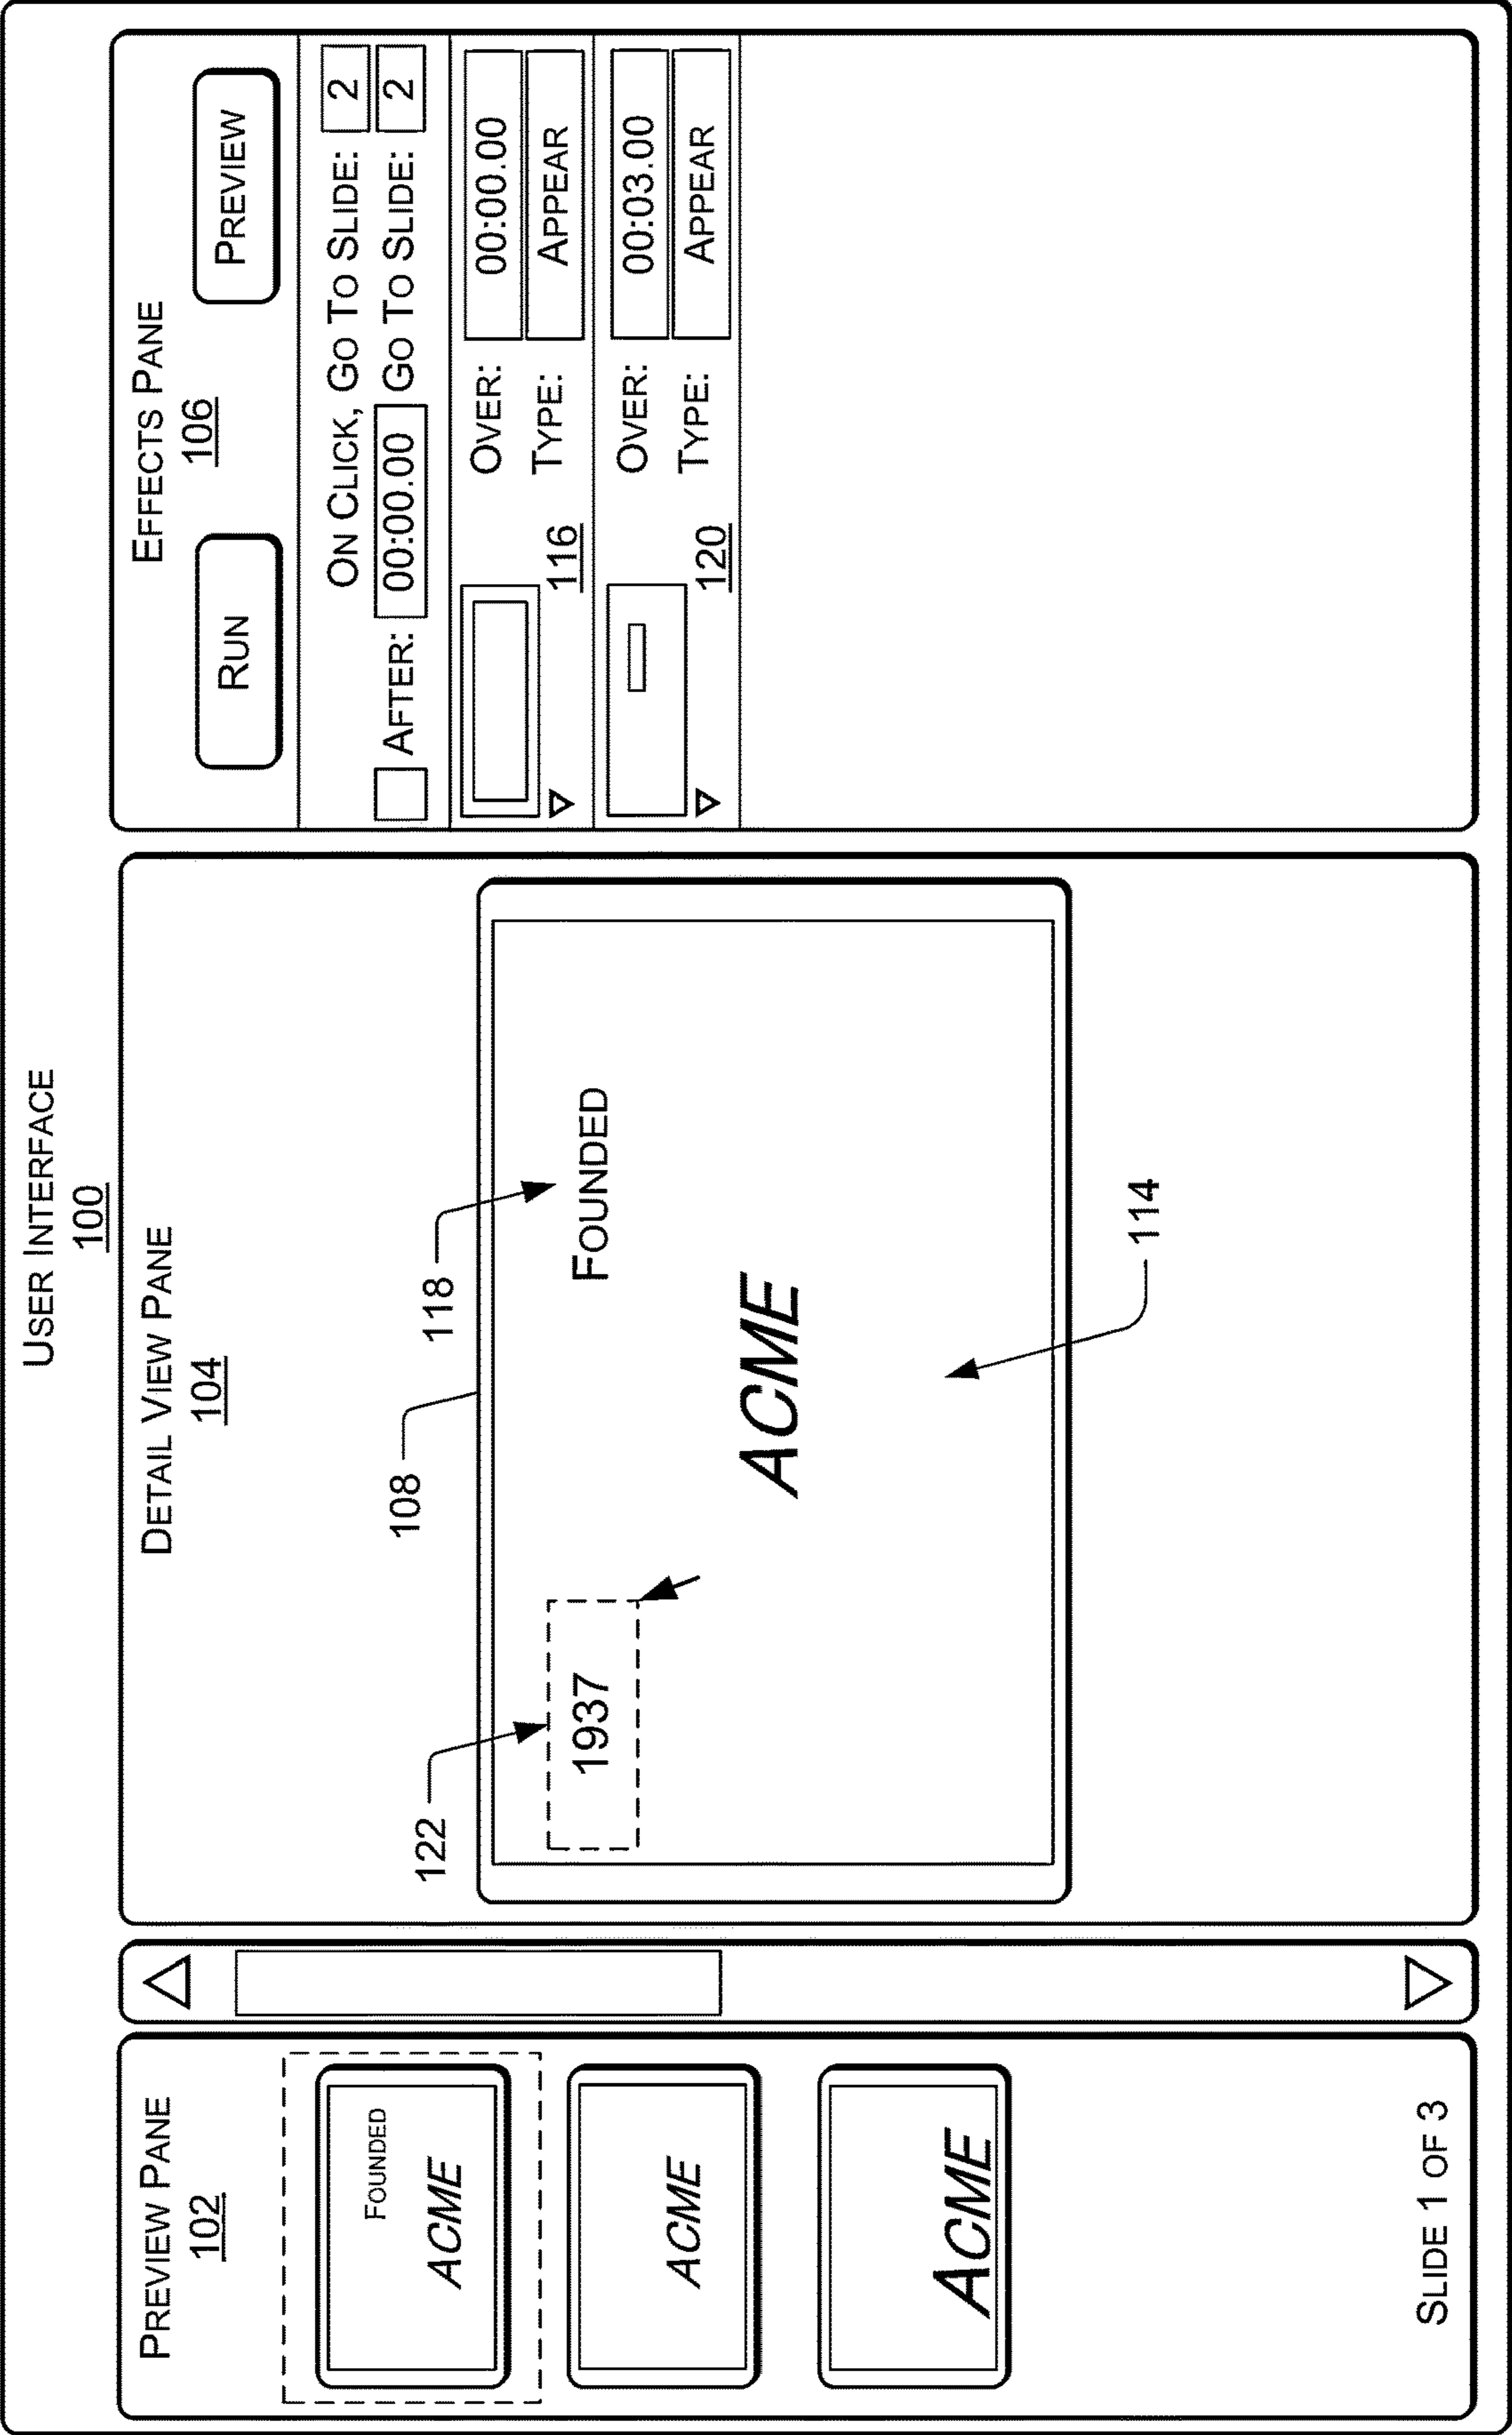 USER INTERFACE
100
PREVIEW PANE
102
FOUNDED
ACME
ACME
ACME
SLIDE 1 OF 3
DETAIL VIEW PANE
104
108
118
122
1937
FOUNDED
ACME
114
EFFECTS PANE
106
RUN
PREVIEW
ON CLICK, GO TO SLIDE: 2
AFTER: 00:00.00 GO TO SLIDE: 2
OVER: 00:00.00
116 TYPE: APPEAR
OVER: 00:03.00
120 TYPE: APPEAR